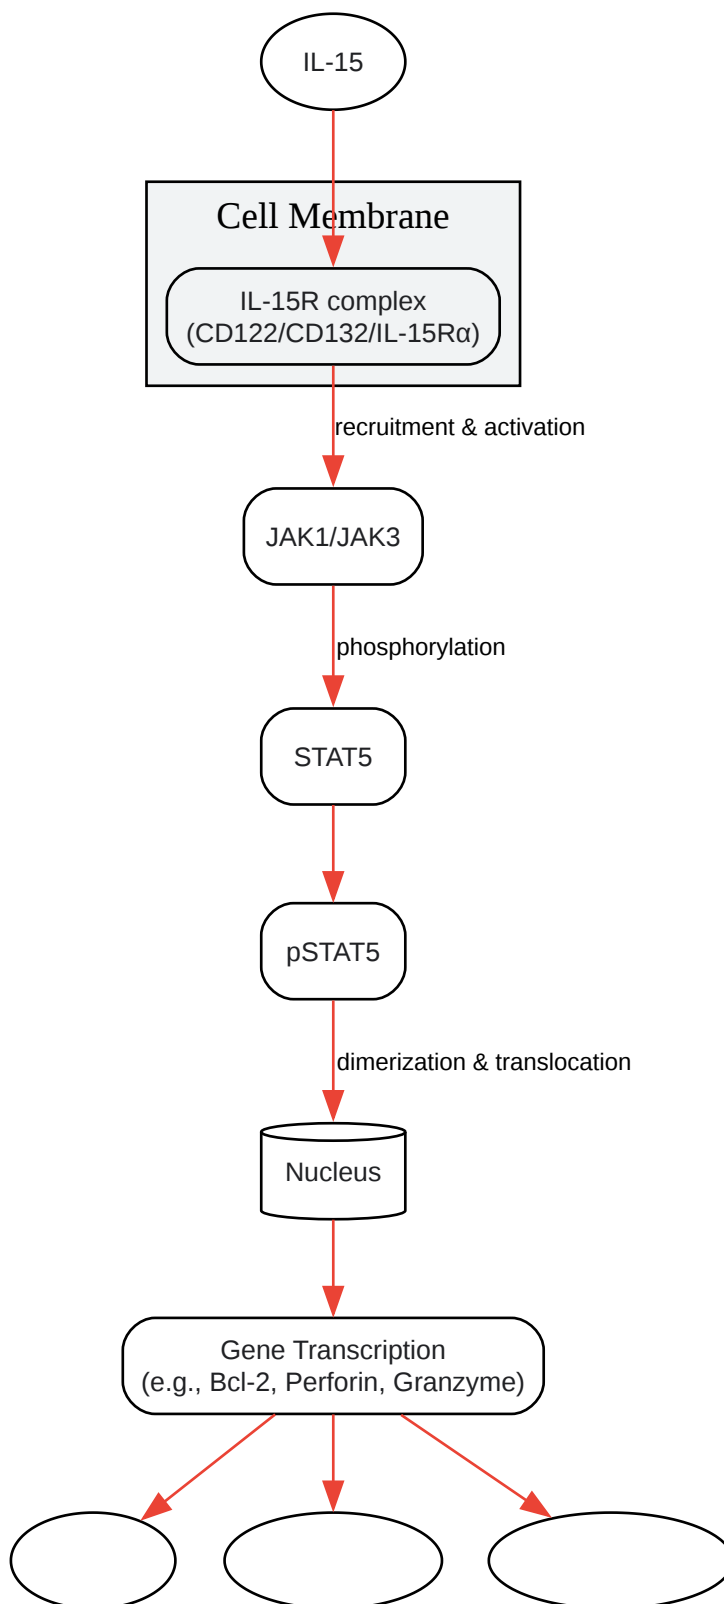 IL-15
Cell Membrane
IL-15R complex
(CD122/CD132/IL-15Rα)
recruitment & activation
JAK1/JAK3
phosphorylation
STAT5
pSTAT5
dimerization & translocation
Nucleus
Gene Transcription
(e.g., Bcl-2, Perforin, Granzyme)